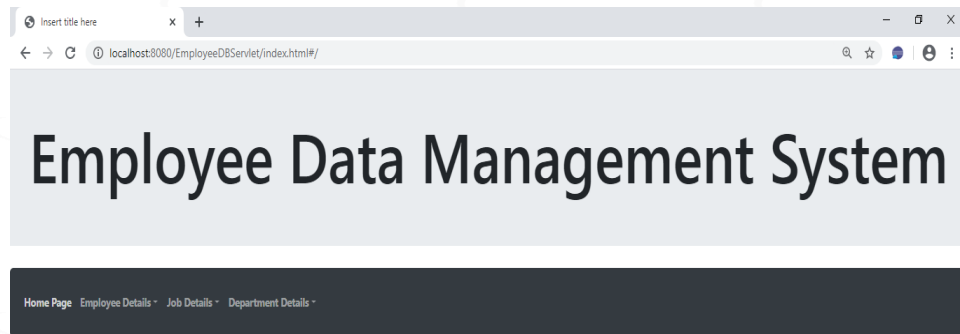 Insert title here
localhost:8080/EmployeeDBServlet/index.html#/
Employee Data Management System
Home Page Employee Details Job Details Department Details